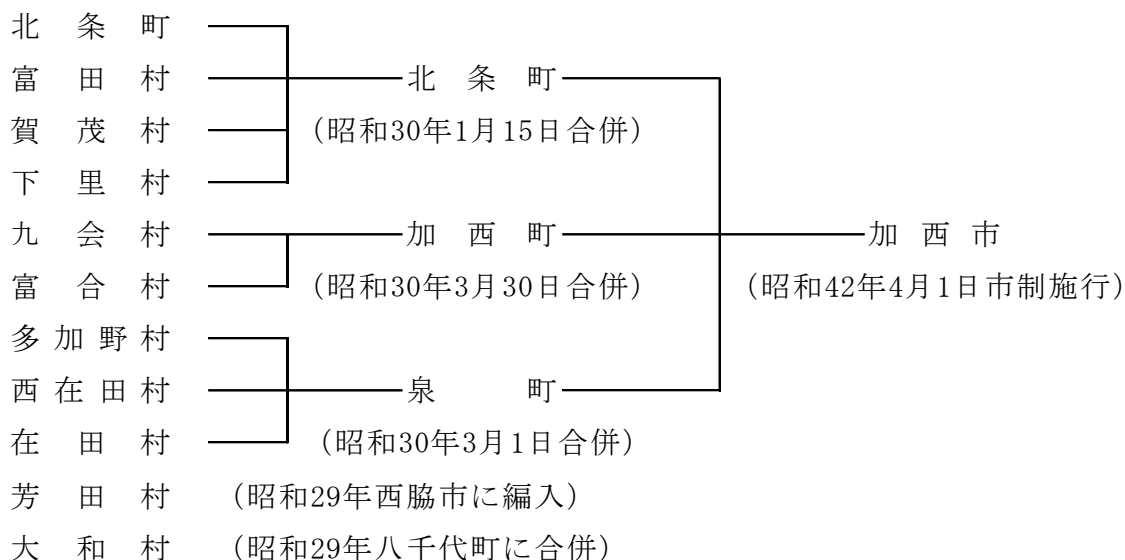 北条町
富田村 北条町
賀茂村 （昭和30年1月15日合併）
下里村
九会村 加西町 加西市
富合村 （昭和30年3月30日合併） （昭和42年4月1日市制施行）
多加野村
西在田村 泉町
在田村 （昭和30年3月1日合併）
芳田村 （昭和29年西脇市に編入）
大和村 （昭和29年八千代町に合併）